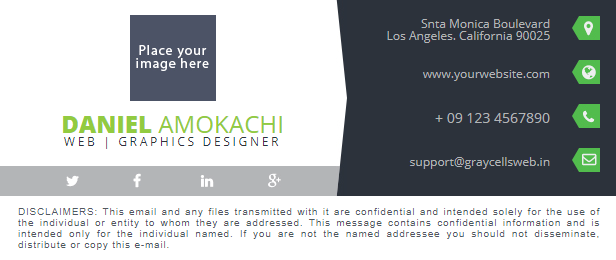 Place your
image here
DANIEL AMOKACHI
WEB | GRAPHICS DESIGNER
Snta Monica Boulevard
Los Angeles. California 90025
www.yourwebsite.com
+ 09 123 4567890
support@graycellsweb.in
DISCLAIMERS: This email and any files transmitted with it are confidential and intended solely for the use of
the individual or entity to whom they are addressed. This message contains confidential information and is
intended only for the individual named. If you are not the named addressee you should not disseminate,
distribute or copy this e-mail.